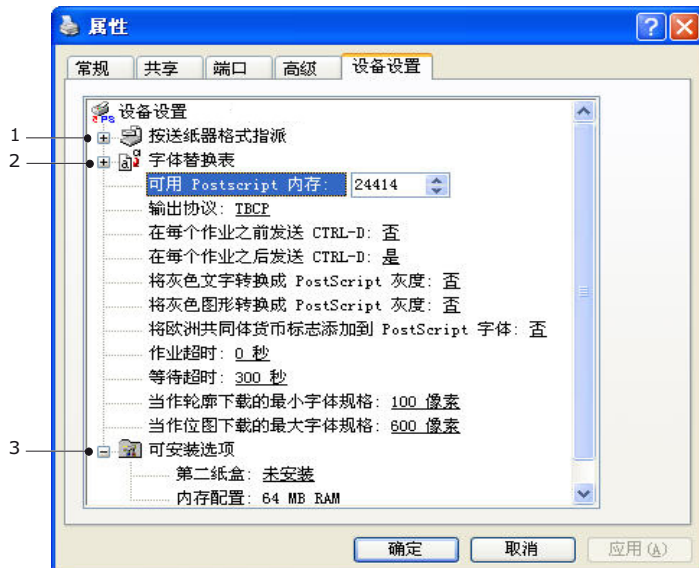 属性
常规 共享 端口 高级 设备设置
设备设置
1 按送纸器格式指派
2 字体替换表
可用 Postscript 内存: 24414
输出协议: TBCP
在每个作业之前发送 CTRL-D: 否
在每个作业之后发送 CTRL-D: 是
将灰色文字转换成 PostScript 灰度: 否
将灰色图形转换成 PostScript 灰度: 否
将欧洲共同体货币标志添加到 PostScript 字体: 否
作业超时: 0 秒
等待超时: 300 秒
当作轮廓下载的最小字体规格: 100 像素
当作位图下载的最大字体规格: 600 像素
3 可安装选项
第二纸盒: 未安装
内存配置: 64 MB RAM
确定 取消 应用(A)